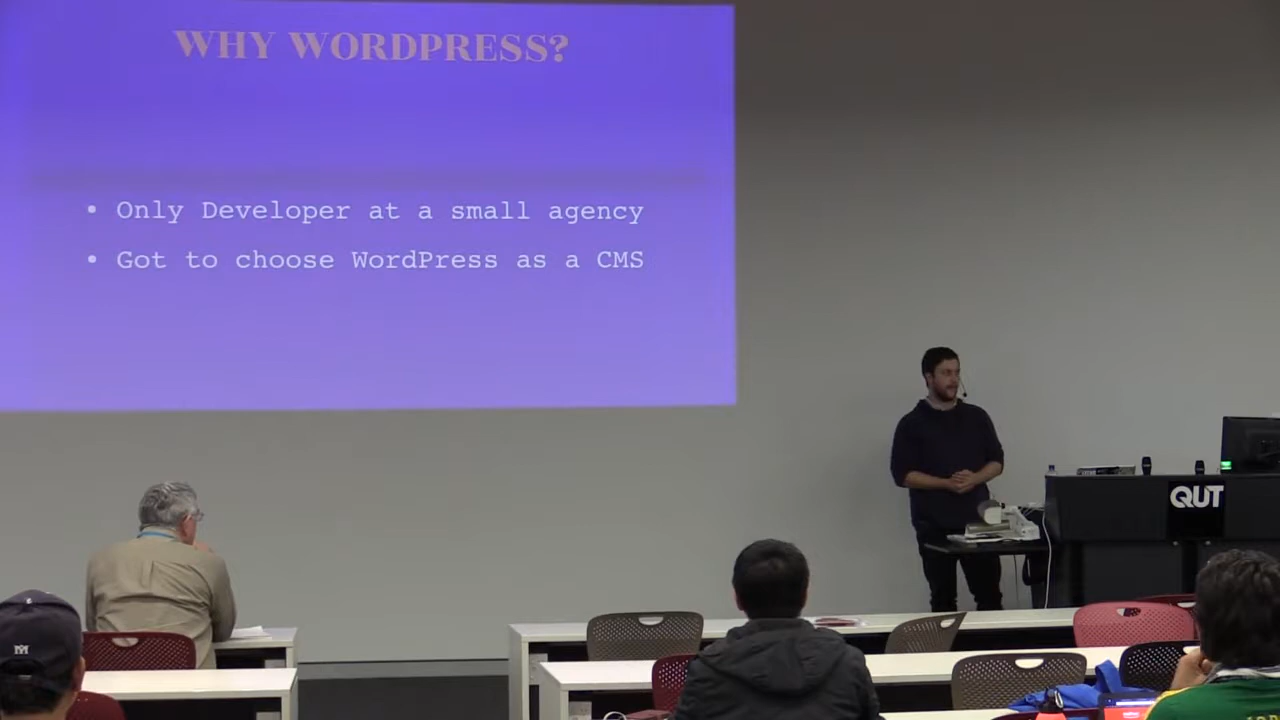 WHY WORDPRESS?
• Only Developer at a small agency
• Got to choose WordPress as a CMS
QUT